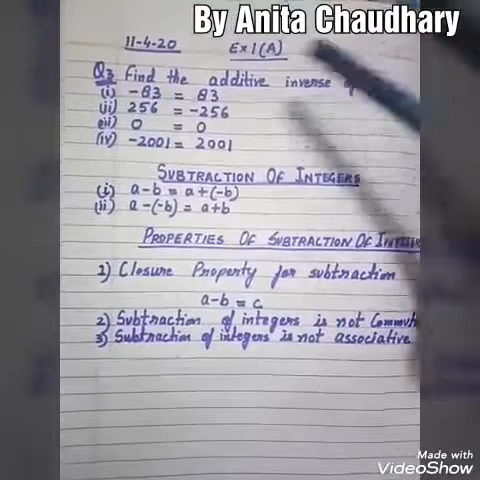 By Anita Chaudhary
11-4-20 Ex 1(A)
Q3 Find the additive inverse
(i) -83 = 83
(ii) 256 = -256
(iii) 0 = 0
(iv) -2001 = 2001
SUBTRACTION OF INTEGERS
(i) a-b = a+(-b)
(ii) a-(-b) = a+b
PROPERTIES OF SUBTRACTION OF
1) Closure Property for subtraction
a-b = c
2) Subtraction of integers is not
3) Subtraction of integers is not associative
Made with
VideoShow